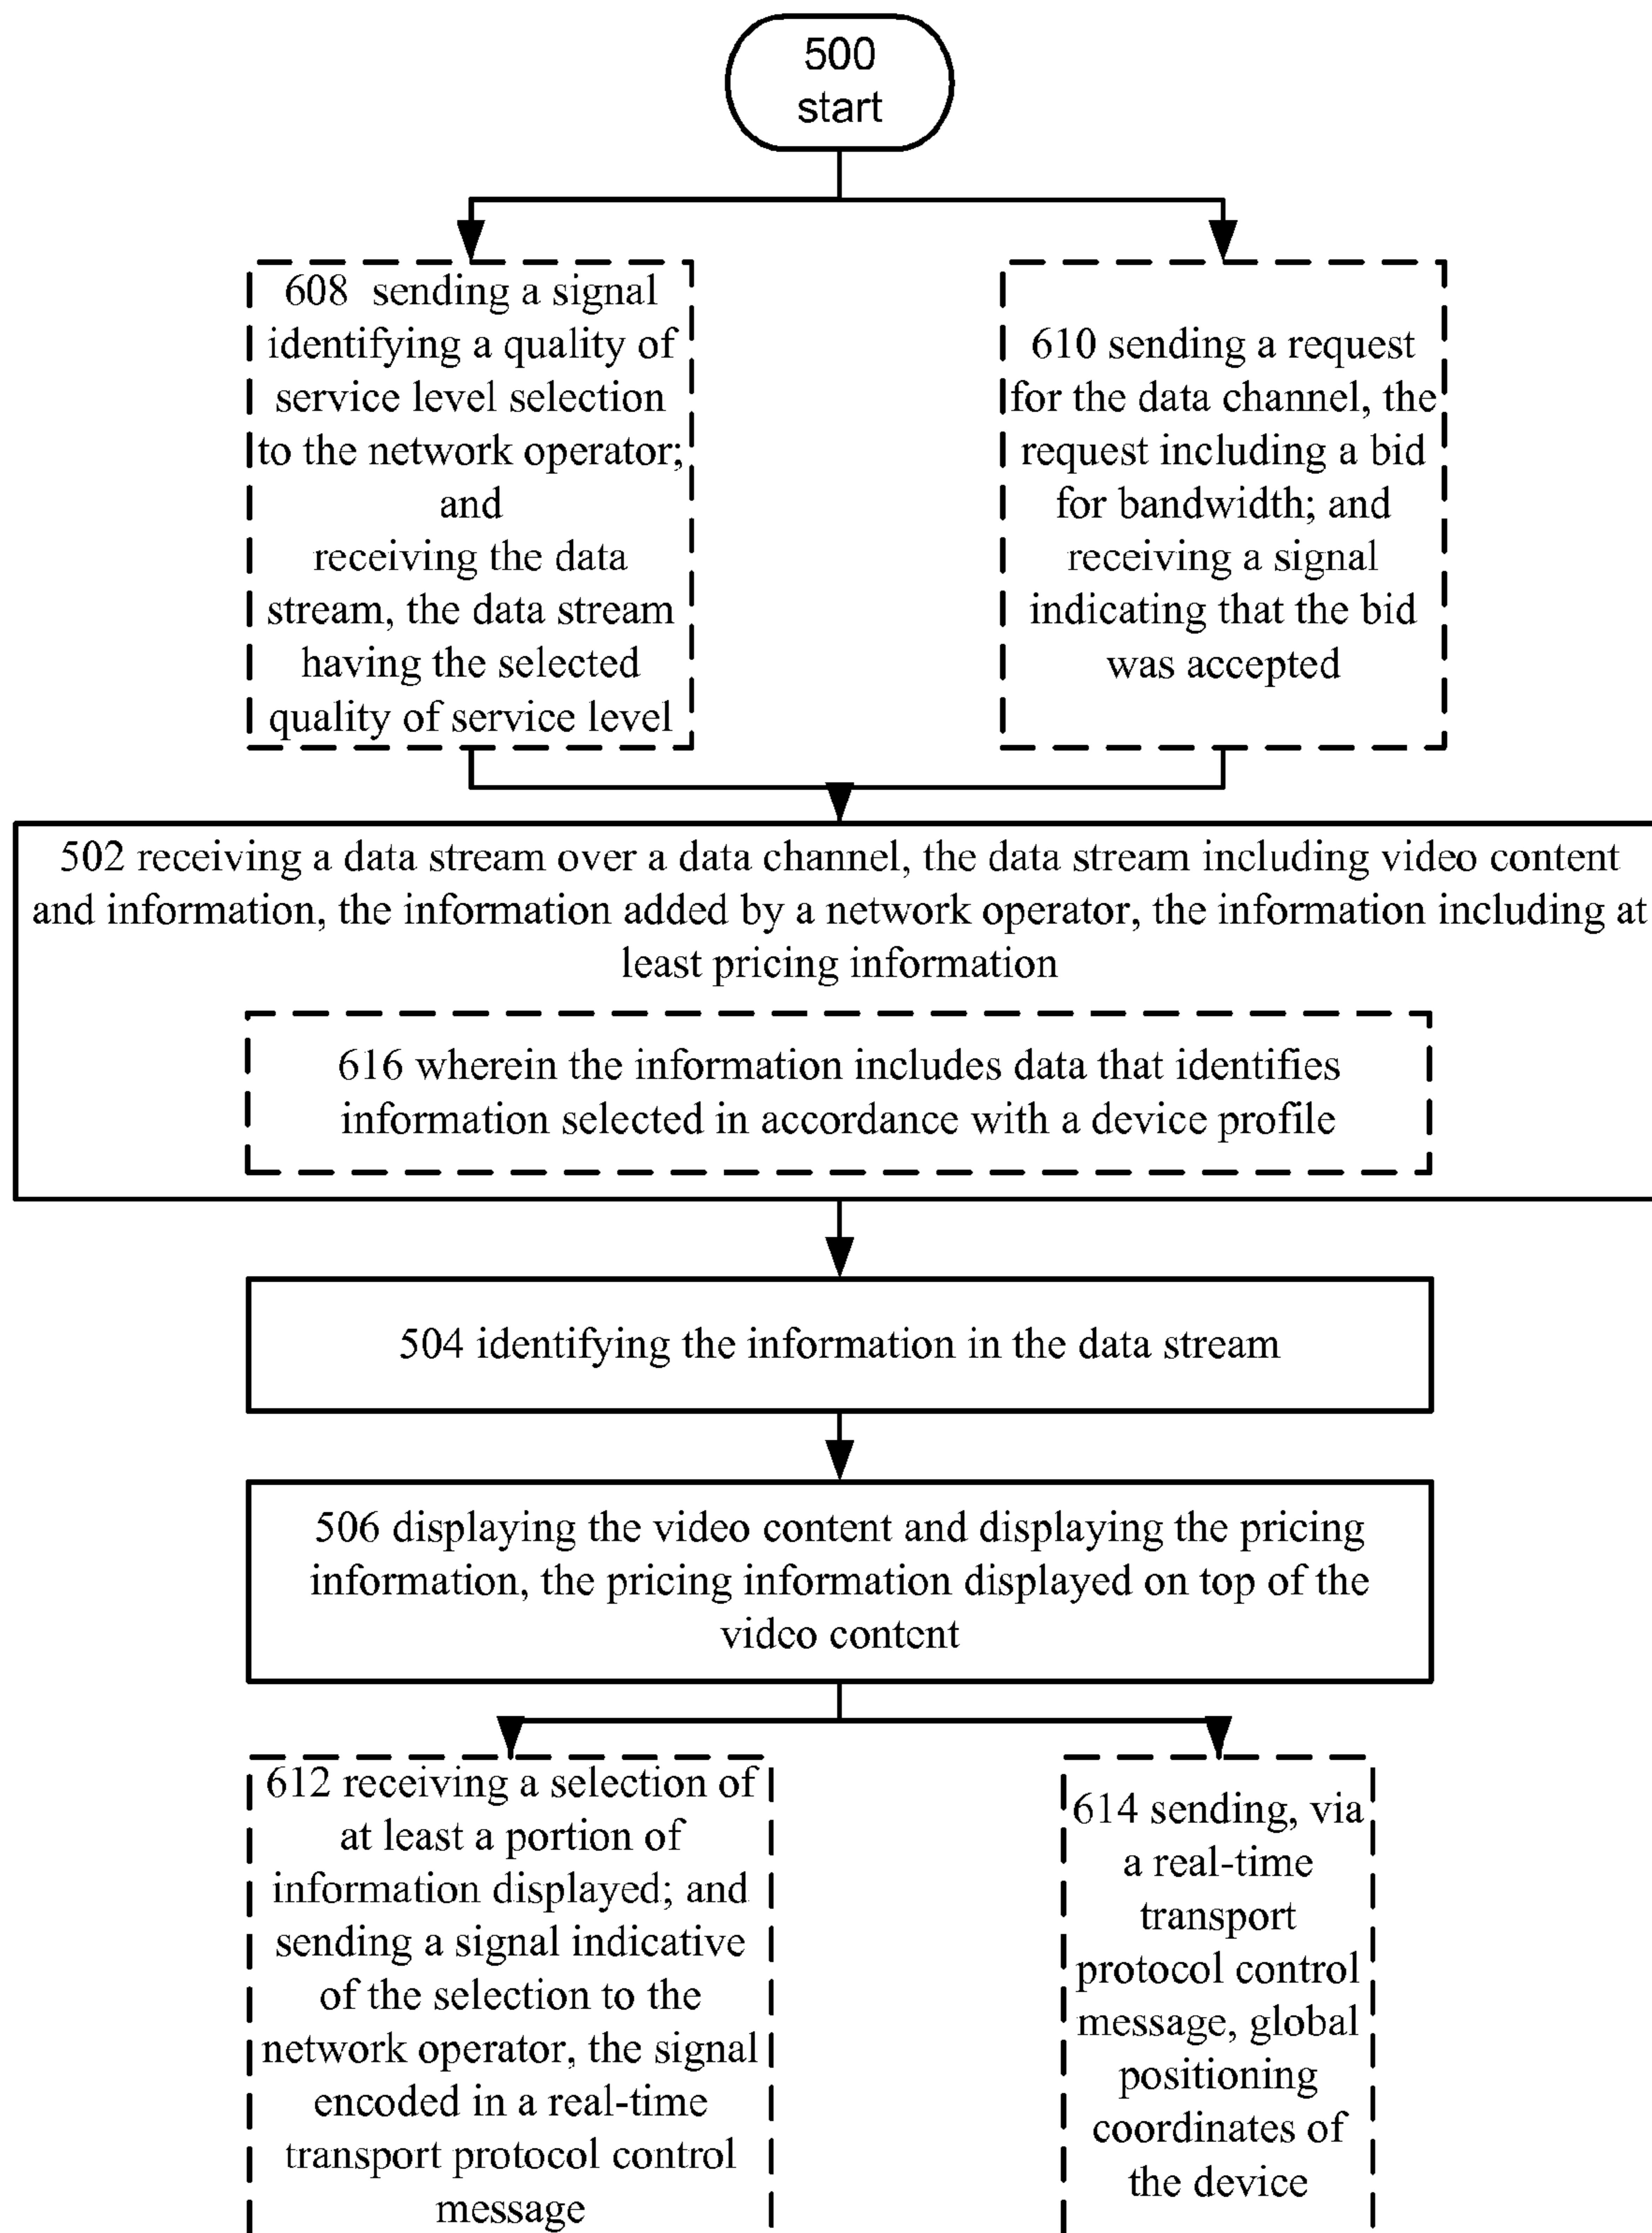 500
start
608 sending a signal
identifying a quality of
service level selection
to the network operator;
and
receiving the data
stream, the data stream
having the selected
quality of service level
610 sending a request
for the data channel, the
request including a bid
for bandwidth; and
receiving a signal
indicating that the bid
was accepted
502 receiving a data stream over a data channel, the data stream including video content
and information, the information added by a network operator, the information including at
least pricing information
616 wherein the information includes data that identifies
information selected in accordance with a device profile
504 identifying the information in the data stream
506 displaying the video content and displaying the pricing
information, the pricing information displayed on top of the
video content
612 receiving a selection of
at least a portion of
information displayed; and
sending a signal indicative
of the selection to the
network operator, the signal
encoded in a real-time
transport protocol control
message
614 sending, via
a real-time
transport
protocol control
message, global
positioning
coordinates of
the device